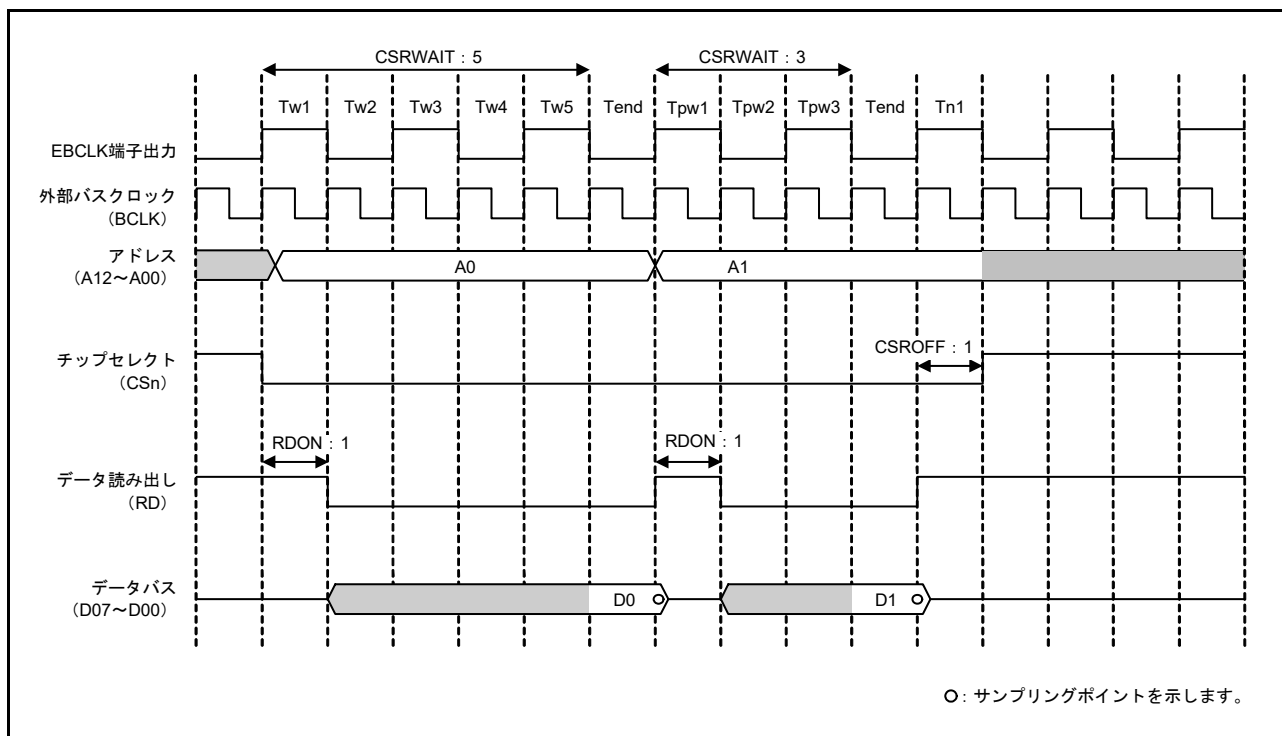 CSRWAIT：5
CSRWAIT：3
Tw1 Tw2 Tw3 Tw4 Tw5 Tend Tpw1 Tpw2 Tpw3 Tend Tn1
EBCLK端子出力
外部バスクロック
（BCLK）
アドレス
（A12～A00）
A0
A1
チップセレクト
（CSn）
CSROFF：1
RDON：1
RDON：1
データ読み出し
（RD）
データバス
（D07～D00）
D0
D1
O：サンプリングポイントを示します。